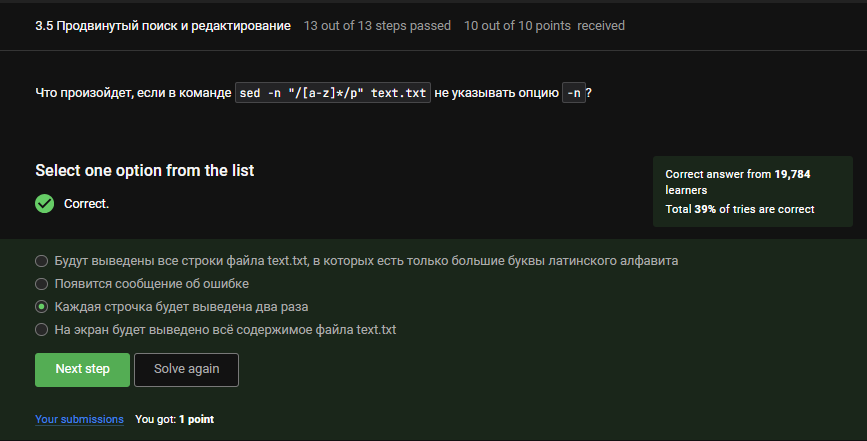 3.5 Продвинутый поиск и редактирование 13 out of 13 steps passed 10 out of 10 points received
Что произойдет, если в команде sed -n "/[a-z]*/p" text.txt не указывать опцию -n?
Select one option from the list
Correct.
Correct answer from 19,784
learners
Total 39% of tries are correct
Будут выведены все строки файла text.txt, в которых есть только большие буквы латинского алфавита
Появится сообщение об ошибке
Каждая строчка будет выведена два раза
На экран будет выведено всё содержимое файла text.txt
Next step Solve again
Your submissions You got: 1 point